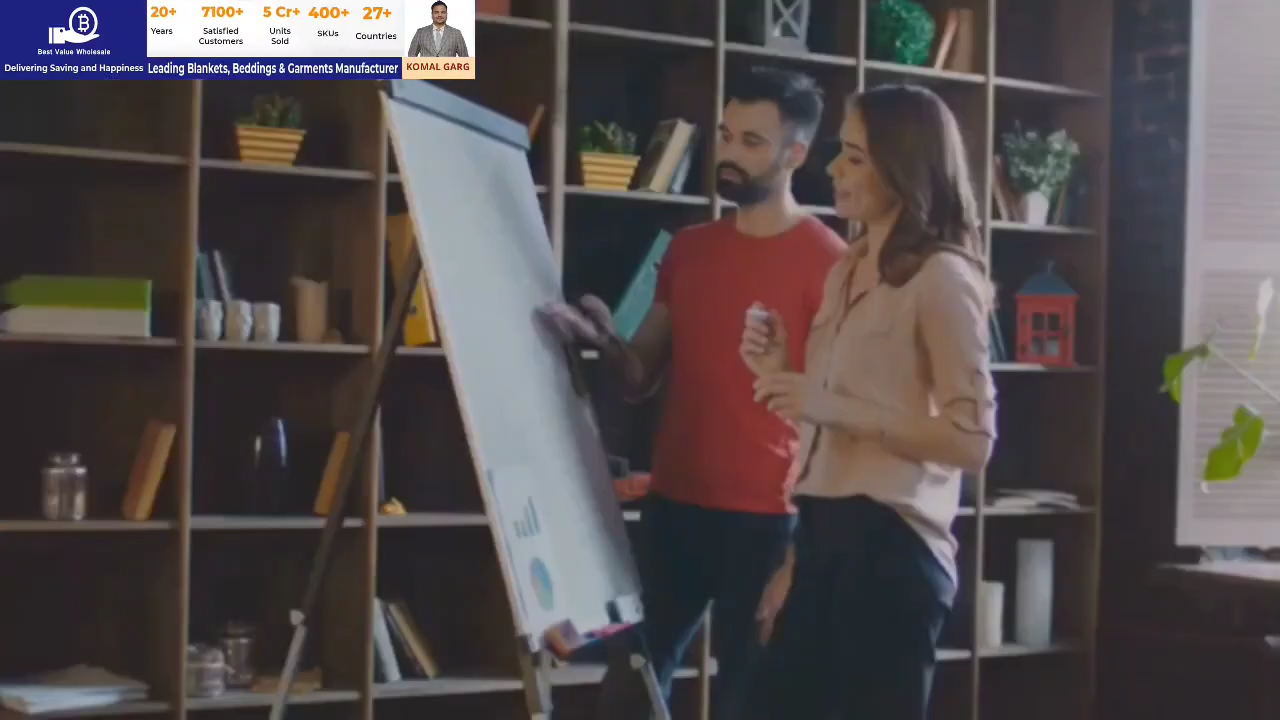 20+
Years
7100+
Satisfied
Customers
5 Cr+
Units
Sold
400+
SKUs
27+
Countries
Best Value Wholesale
Delivering Saving and Happiness
Leading Blankets, Beddings & Garments Manufacturer
KOMAL GARG